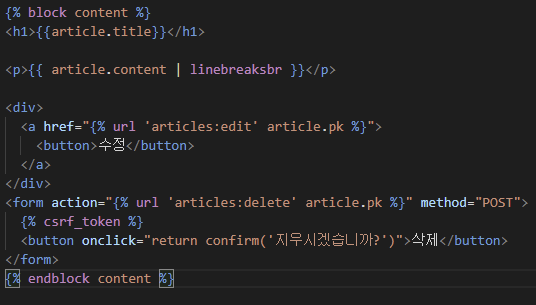 {% block content %}
<h1>{{article.title}}</h1>
<p>{{ article.content | linebreaksbr }}</p>
<div>
<a href="{% url 'articles:edit' article.pk %}">
<button>수정</button>
</a>
</div>
<form action="{% url 'articles:delete' article.pk %}" method="POST">
{% csrf_token %}
<button onclick="return confirm('지우시겠습니까?')">삭제</button>
</form>
{% endblock content %}